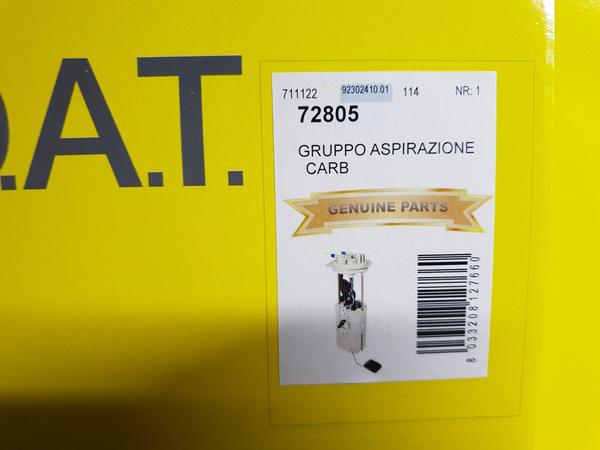 .A.T.
711122 92302410.01 114 NR: 1
72805
GRUPPO ASPIRAZIONE
CARB
GENUINE PARTS
8 033208 127660